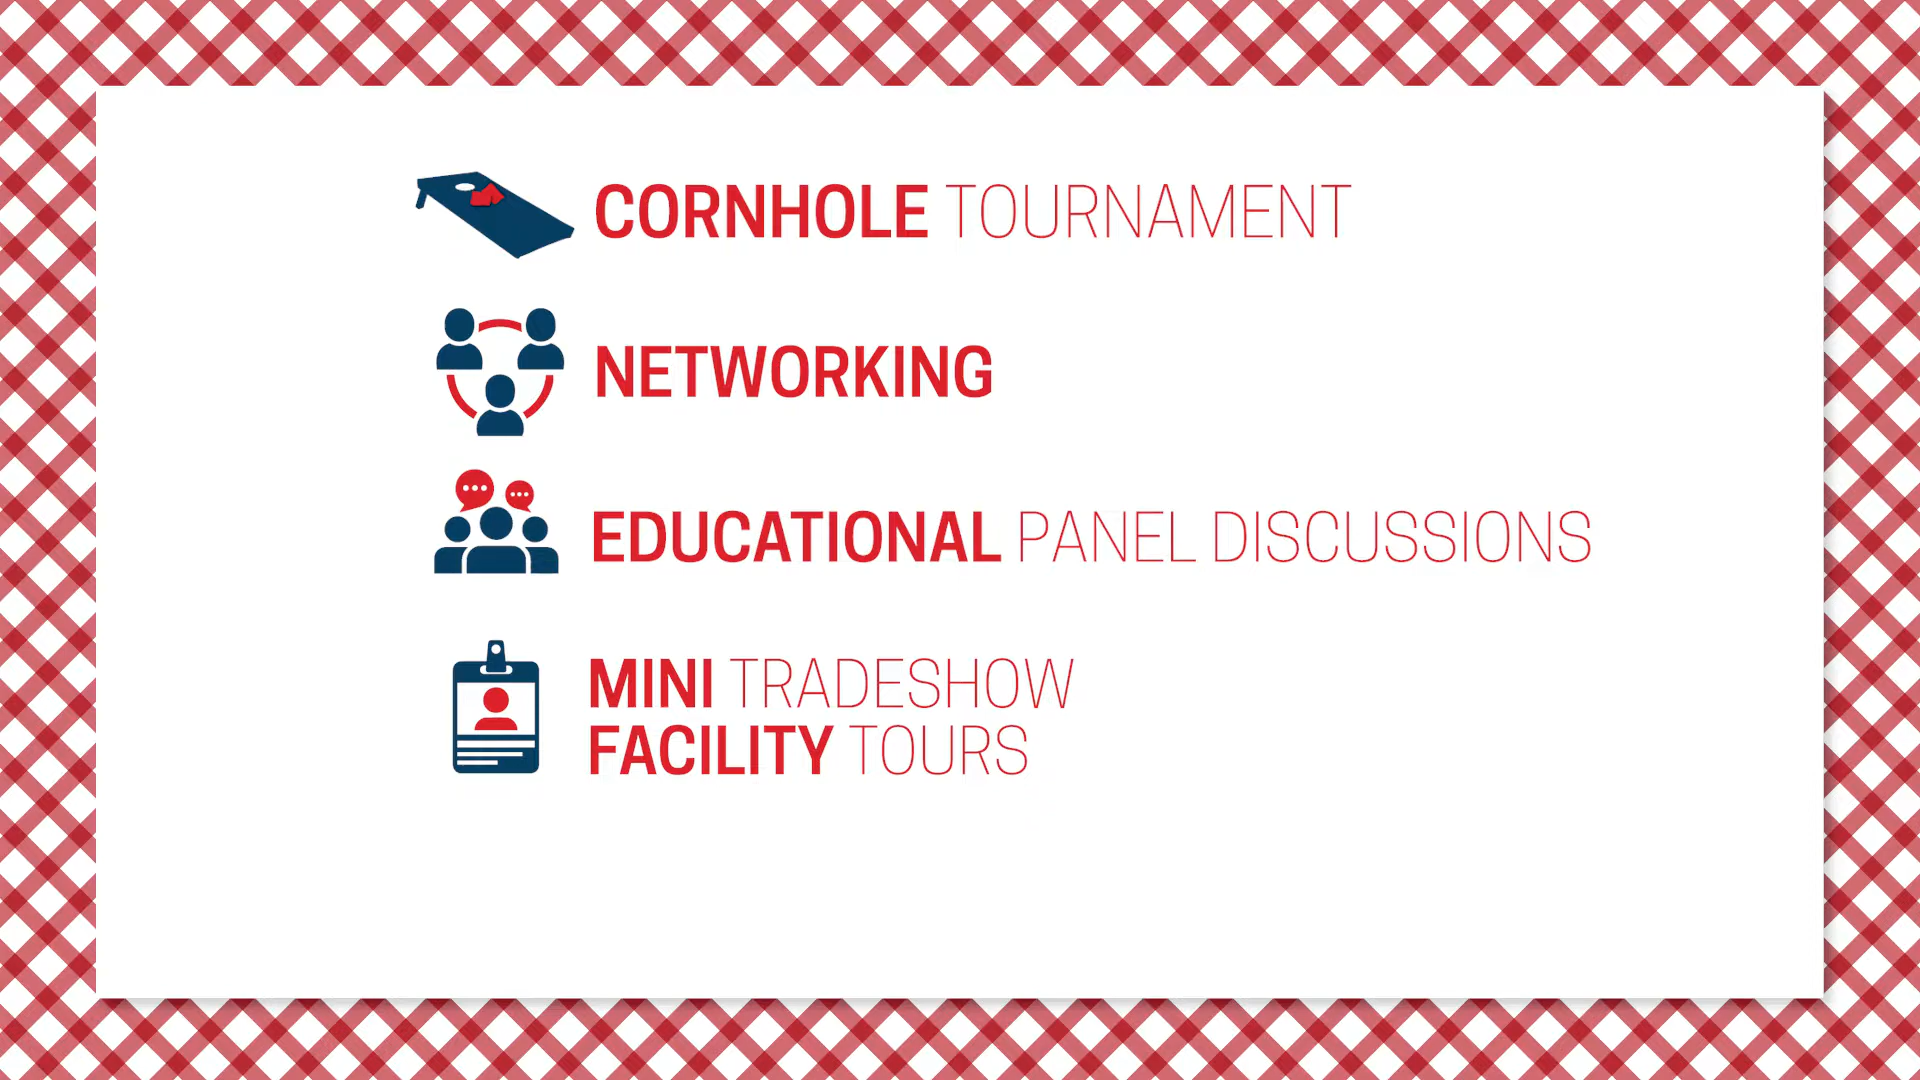 CORNHOLE TOURNAMENT
NETWORKING
EDUCATIONAL PANEL DISCUSSIONS
MINI TRADESHOW
FACILITY TOURS